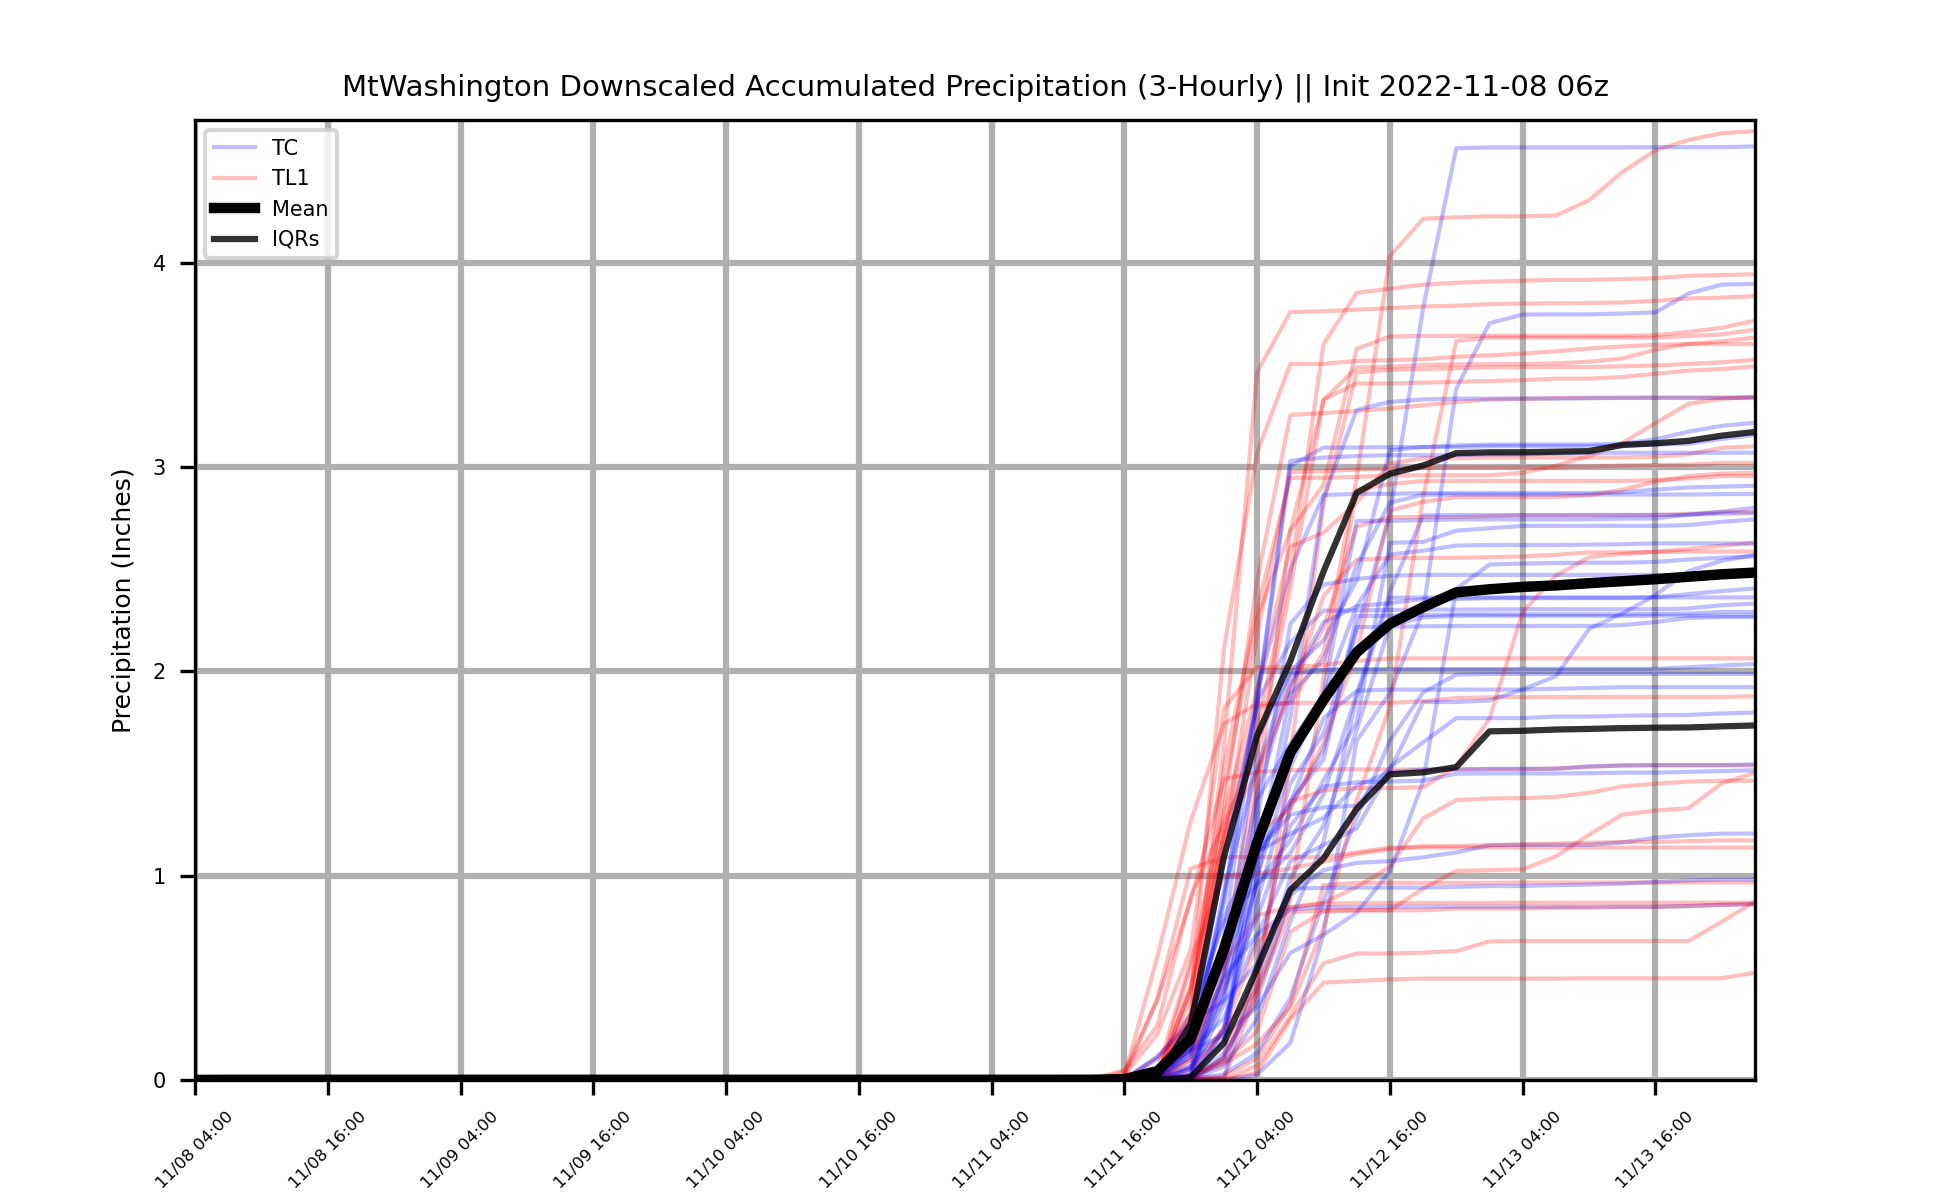 MtWashington Downscaled Accumulated Precipitation (3-Hourly) || Init 2022-11-08 06z
TC
TL1
Mean
IQRs
Precipitation (Inches)
4
3
2
1
0
11/08 04:00
11/08 16:00
11/09 04:00
11/09 16:00
11/10 04:00
11/10 16:00
11/11 04:00
11/11 16:00
11/12 04:00
11/12 16:00
11/13 04:00
11/13 16:00